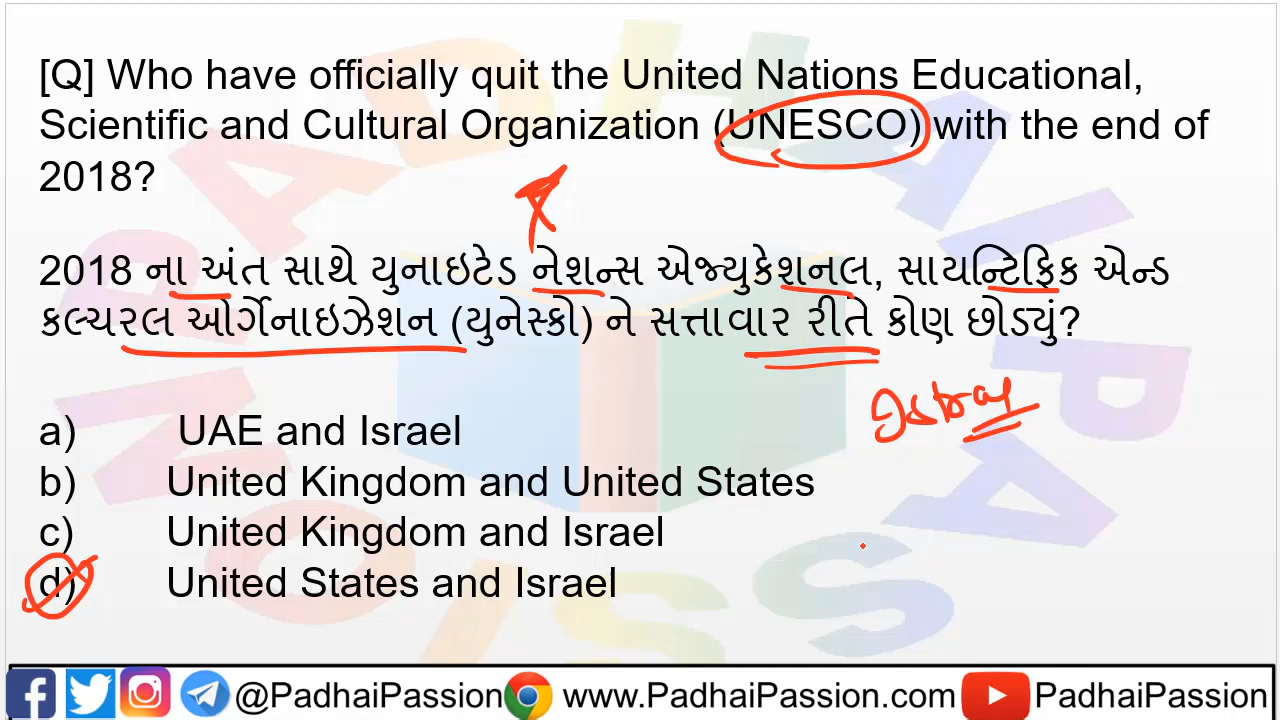 [Q] Who have officially quit the United Nations Educational,
Scientific and Cultural Organization (UNESCO) with the end of
2018?
2018 ના અંત સાથે યુનાઇટેડ નેશન્સ એજ્યુકેશનલ, સાયન્ટિફિક એન્ડ
કલ્ચરલ ઓર્ગેનાઇઝેશન (યુનેસ્કો) ને સત્તાવાર રીતે કોણ છોડ્યું?
a) UAE and Israel
b) United Kingdom and United States
c) United Kingdom and Israel
d) United States and Israel
@PadhaiPassion www.PadhaiPassion.com PadhaiPassion